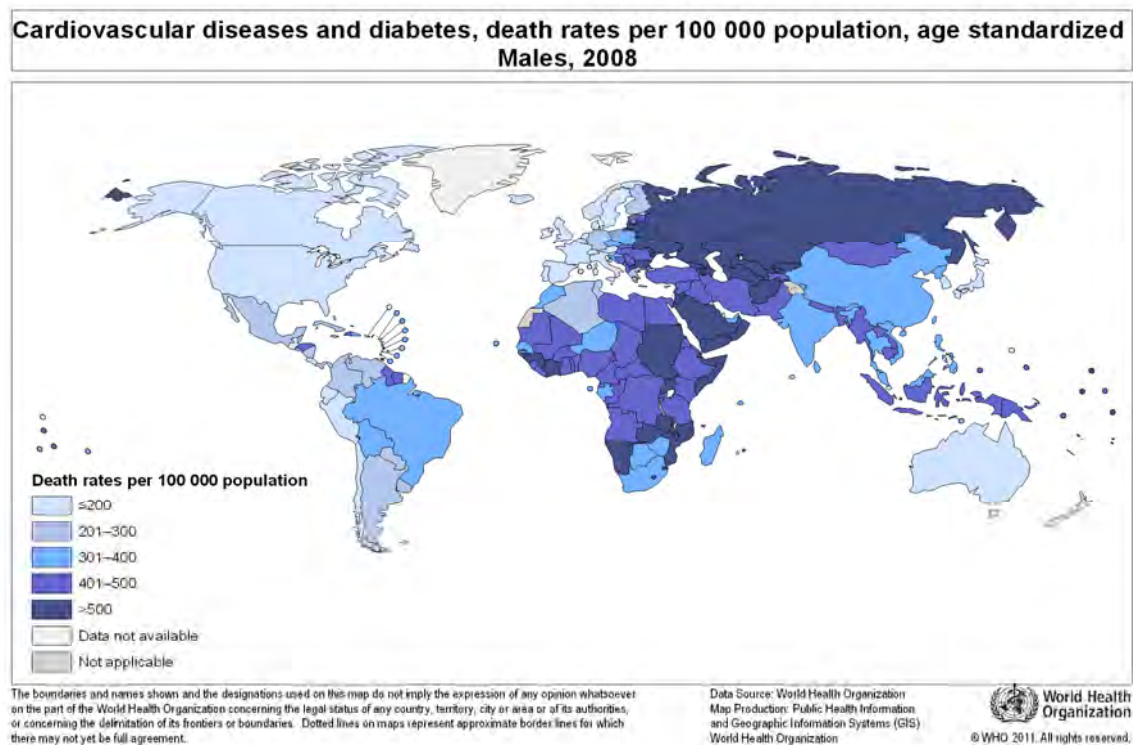 Cardiovascular diseases and diabetes, death rates per 100 000 population, age standardized
Males, 2008
Death rates per 100 000 population
≤200
201–300
301–400
401–500
>500
Data not available
Not applicable
The boundaries and names shown and the designations used on this map do not imply the expression of any opinion whatsoever
on the part of the World Health Organization concerning the legal status of any country, territory, city or area or of its authorities,
or concerning the delimitation of its frontiers or boundaries. Dotted lines on maps represent approximate border lines for which
there may not yet be full agreement.
Data Source: World Health Organization
Map Production: Public Health Information
and Geographic Information Systems (GIS)
World Health Organization
World Health
Organization
© WHO 2011. All rights reserved.